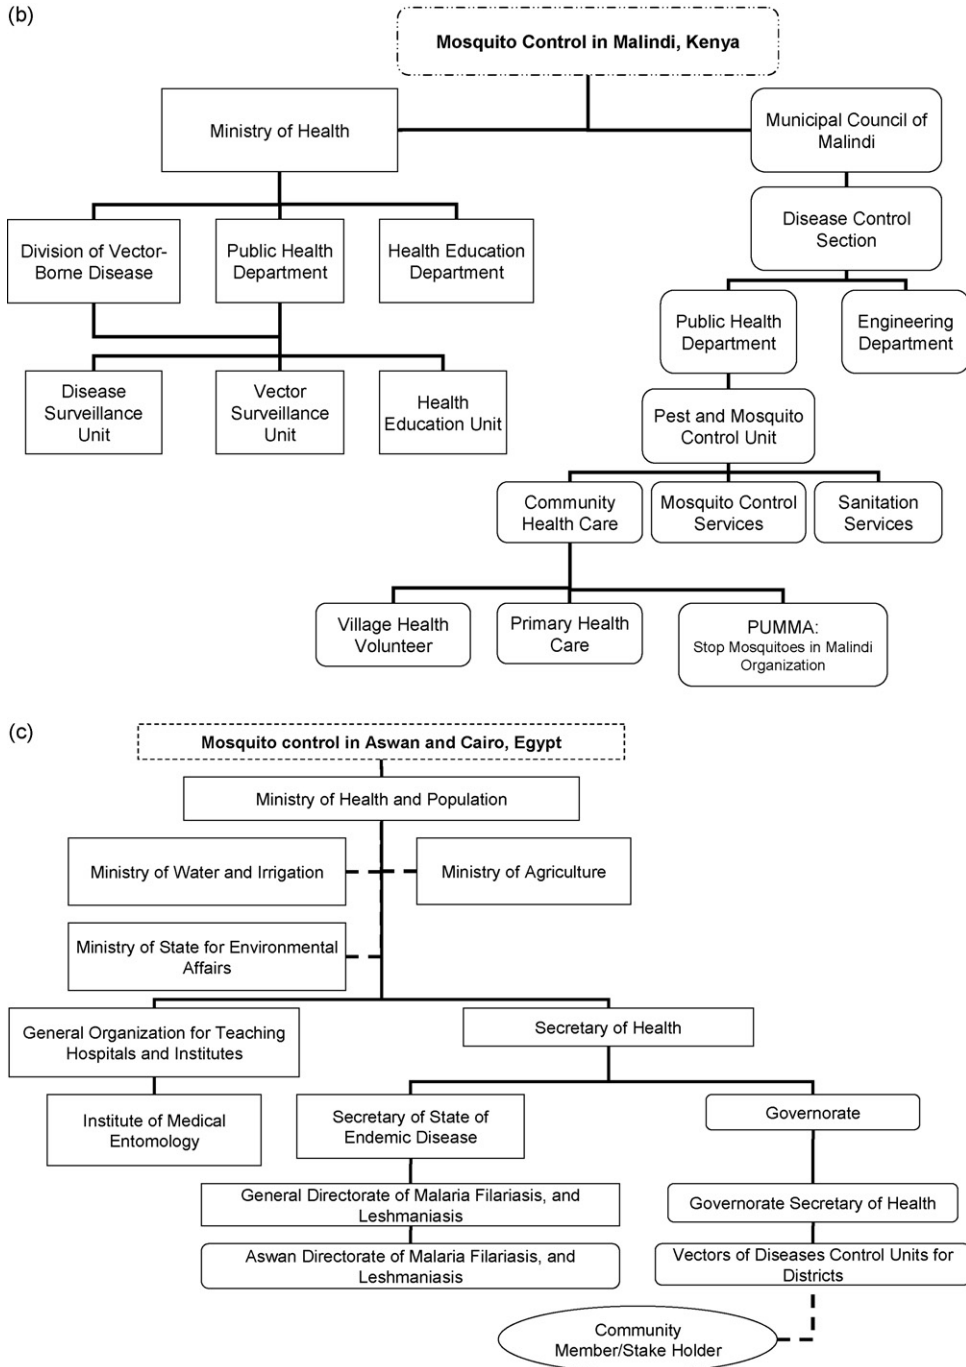 (b)
Mosquito Control in Malindi, Kenya
Ministry of Health
Municipal Council of
Malindi
Division of Vector-
Borne Disease
Public Health
Department
Health Education
Department
Disease Control
Section
Public Health
Department
Engineering
Department
Disease
Surveillance
Unit
Vector
Surveillance
Unit
Health
Education Unit
Pest and Mosquito
Control Unit
Community
Health Care
Mosquito Control
Services
Sanitation
Services
Village Health
Volunteer
Primary Health
Care
PUMMA:
Stop Mosquitoes in Malindi
Organization
(c)
Mosquito control in Aswan and Cairo, Egypt
Ministry of Health and Population
Ministry of Water and Irrigation
Ministry of Agriculture
Ministry of State for Environmental
Affairs
General Organization for Teaching
Hospitals and Institutes
Secretary of Health
Institute of Medical
Entomology
Secretary of State of
Endemic Disease
Governorate
General Directorate of Malaria Filariasis, and
Leshmaniasis
Governorate Secretary of Health
Aswan Directorate of Malaria Filariasis, and
Leshmaniasis
Vectors of Diseases Control Units for
Districts
Community
Member/Stake Holder